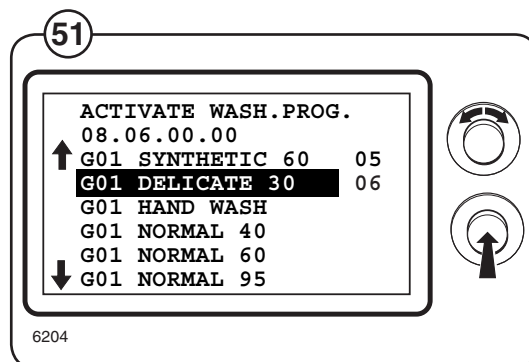 51
ACTIVATE WASH.PROG.
08.06.00.00
G01 SYNTHETIC 60 05
G01 DELICATE 30 06
G01 HAND WASH
G01 NORMAL 40
G01 NORMAL 60
G01 NORMAL 95
6204